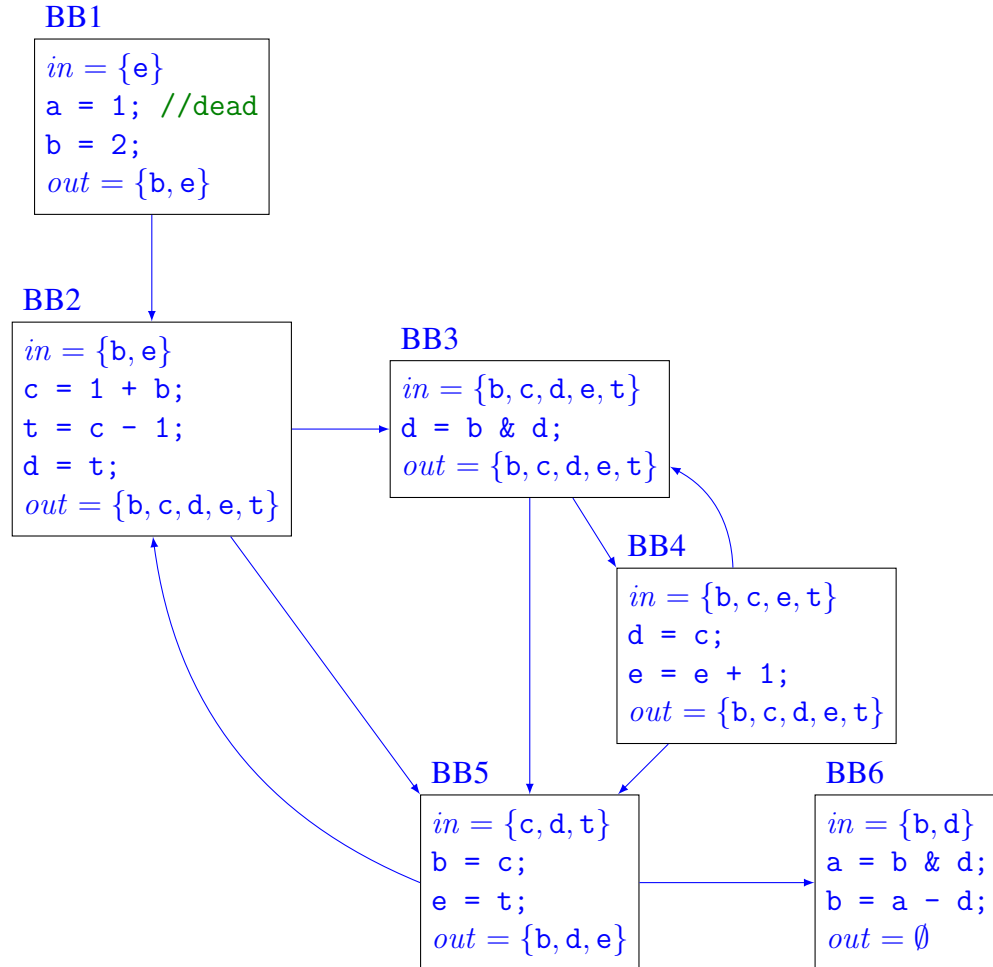 BB1
in = {e}
a = 1; //dead
b = 2;
out = {b, e}
BB2
in = {b, e}
c = 1 + b;
t = c - 1;
d = t;
out = {b, c, d, e, t}
BB3
in = {b, c, d, e, t}
d = b & d;
out = {b, c, d, e, t}
BB4
in = {b, c, e, t}
d = c;
e = e + 1;
out = {b, c, d, e, t}
BB5
in = {c, d, t}
b = c;
e = t;
out = {b, d, e}
BB6
in = {b, d}
a = b & d;
b = a - d;
out = ∅